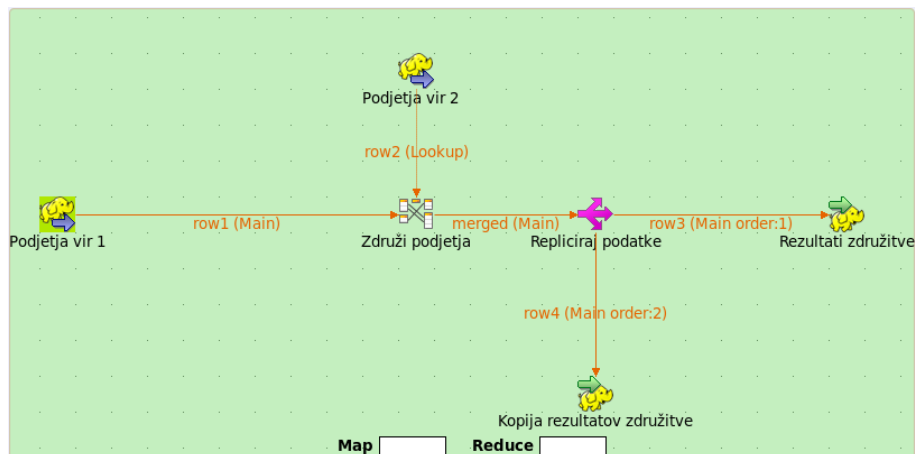 Podjetja vir 2
row2 (Lookup)
row1 (Main)
merged (Main)
row3 (Main order:1)
Podjetja vir 1
Združi podjetja
Repliciraj podatke
Rezultati združitve
row4 (Main order:2)
Kopija rezultatov združitve
Map
Reduce